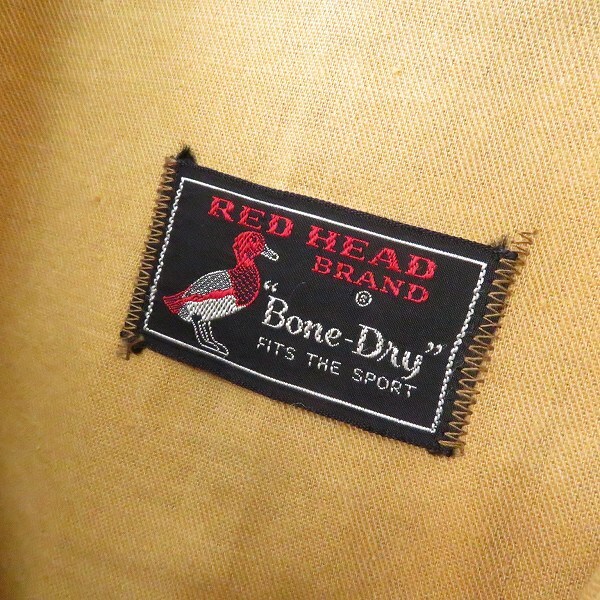 RED HEAD
BRAND
®
"Bone-Dry"
FITS THE SPORT